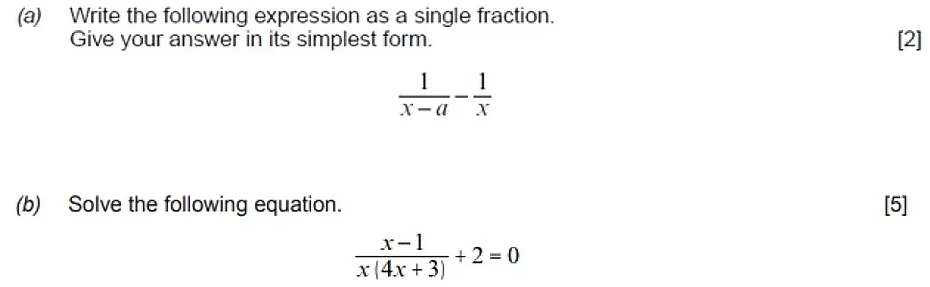 (a) Write the following expression as a single fraction.
Give your answer in its simplest form. [2]
1/(x − a) − 1/x
(b) Solve the following equation. [5]
(x − 1)/(x(4x + 3)) + 2 = 0